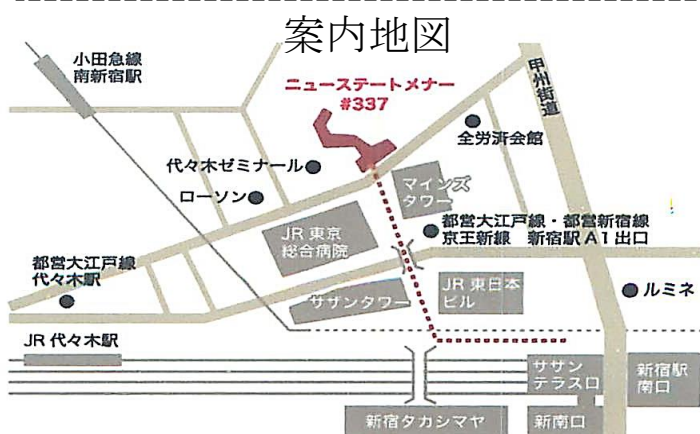 案内地図
小田急線
南新宿駅
ニューステートメナー
#337
甲州街道
全労済会館
代々木ゼミナール
ローソン
マインズ
タワー
JR 東京
総合病院
都営大江戸線・都営新宿線
京王新線　新宿駅 A1 出口
都営大江戸線
代々木駅
サザンタワー
JR 東日本
ビル
ルミネ
JR 代々木駅
サザン
テラス口
新宿駅
南口
新宿タカシマヤ
新南口